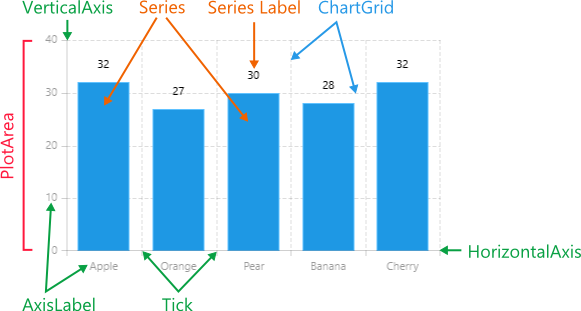 VerticalAxis Series Series Label ChartGrid
40
32 27 30 28 32
30
20
PlotArea
10
0
Apple Orange Pear Banana Cherry
HorizontalAxis
AxisLabel Tick